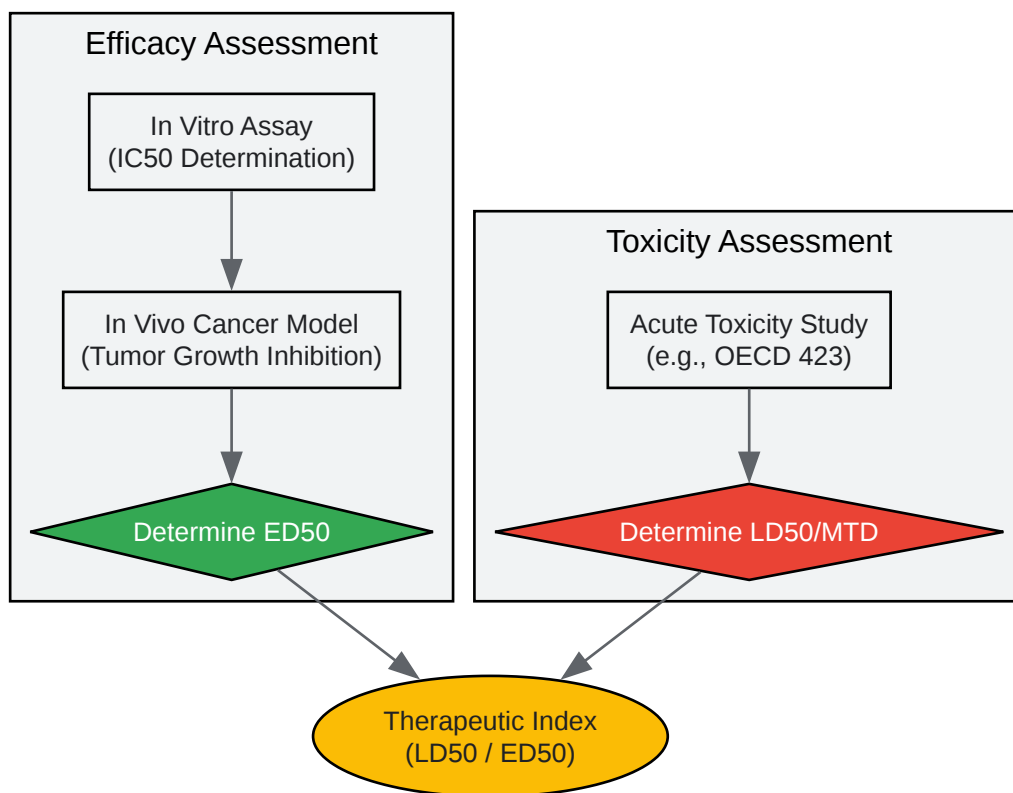 Efficacy Assessment
In Vitro Assay
(IC50 Determination)
In Vivo Cancer Model
(Tumor Growth Inhibition)
Determine ED50
Toxicity Assessment
Acute Toxicity Study
(e.g., OECD 423)
Determine LD50/MTD
Therapeutic Index
(LD50 / ED50)